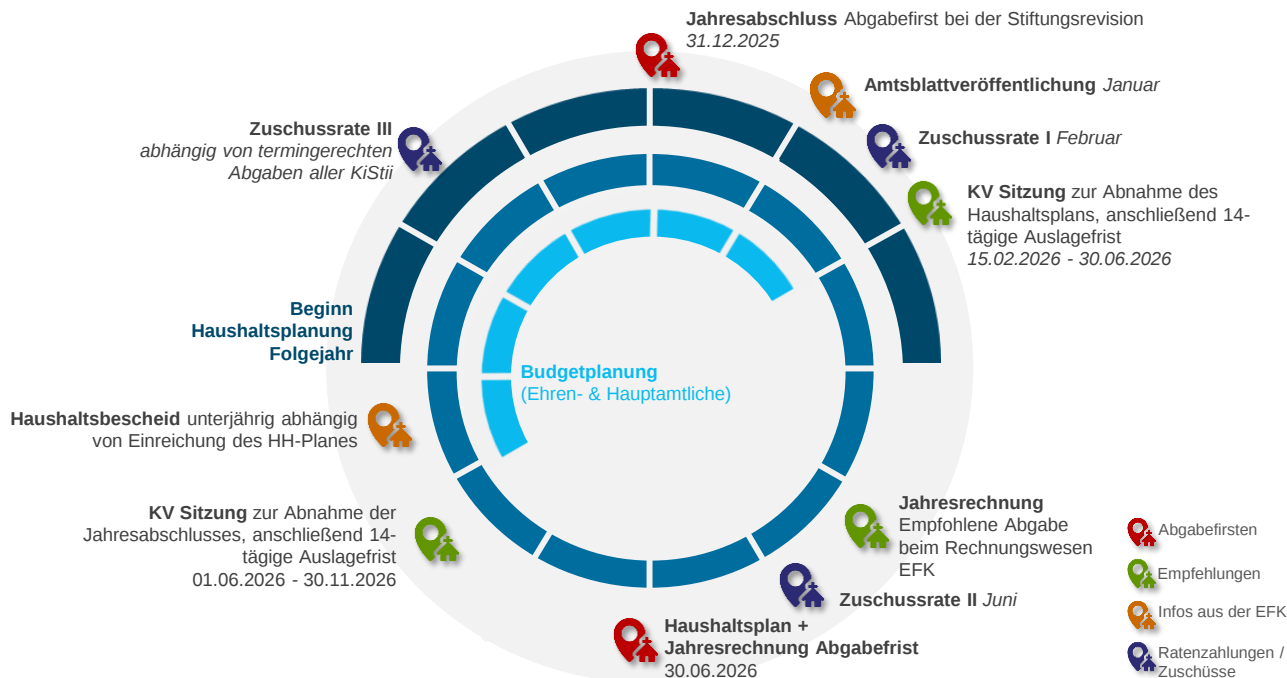 Jahresabschluss Abgabefirst bei der Stiftungsrevision
31.12.2025
Amtsblattveröffentlichung Januar
Zuschussrate I Februar
KV Sitzung zur Abnahme des
Haushaltsplans, anschließend 14-
tägige Auslagefrist
15.02.2026 - 30.06.2026
Zuschussrate III
abhängig von termingerechten
Abgaben aller KiStii
Beginn
Haushaltsplanung
Folgejahr
Budgetplanung
(Ehren- & Hauptamtliche)
Haushaltsbescheid unterjährig abhängig
von Einreichung des HH-Planes
KV Sitzung zur Abnahme der
Jahresabschlusses, anschließend 14-
tägige Auslagefrist
01.06.2026 - 30.11.2026
Jahresrechnung
Empfohlene Abgabe
beim Rechnungswesen
EFK
Zuschussrate II Juni
Haushaltsplan +
Jahresrechnung Abgabefrist
30.06.2026
Abgabefirsten
Empfehlungen
Infos aus der EFK
Ratenzahlungen /
Zuschüsse